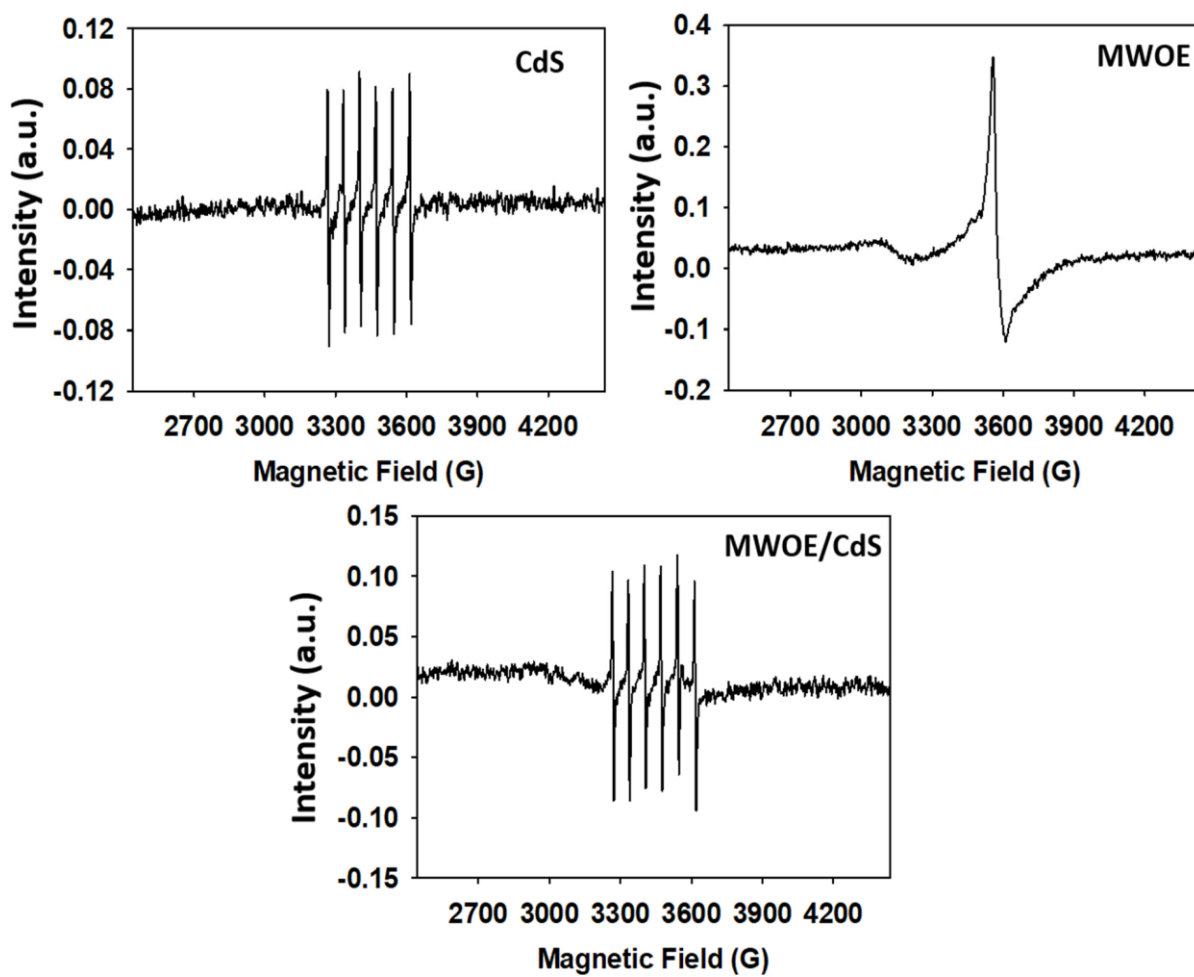 CdS
Intensity (a.u.)
0.12
0.08
0.04
0.00
-0.04
-0.08
-0.12
2700 3000 3300 3600 3900 4200
Magnetic Field (G)
MWOE
Intensity (a.u.)
0.4
0.3
0.2
0.1
0.0
-0.1
-0.2
2700 3000 3300 3600 3900 4200
Magnetic Field (G)
MWOE/CdS
Intensity (a.u.)
0.15
0.10
0.05
0.00
-0.05
-0.10
-0.15
2700 3000 3300 3600 3900 4200
Magnetic Field (G)